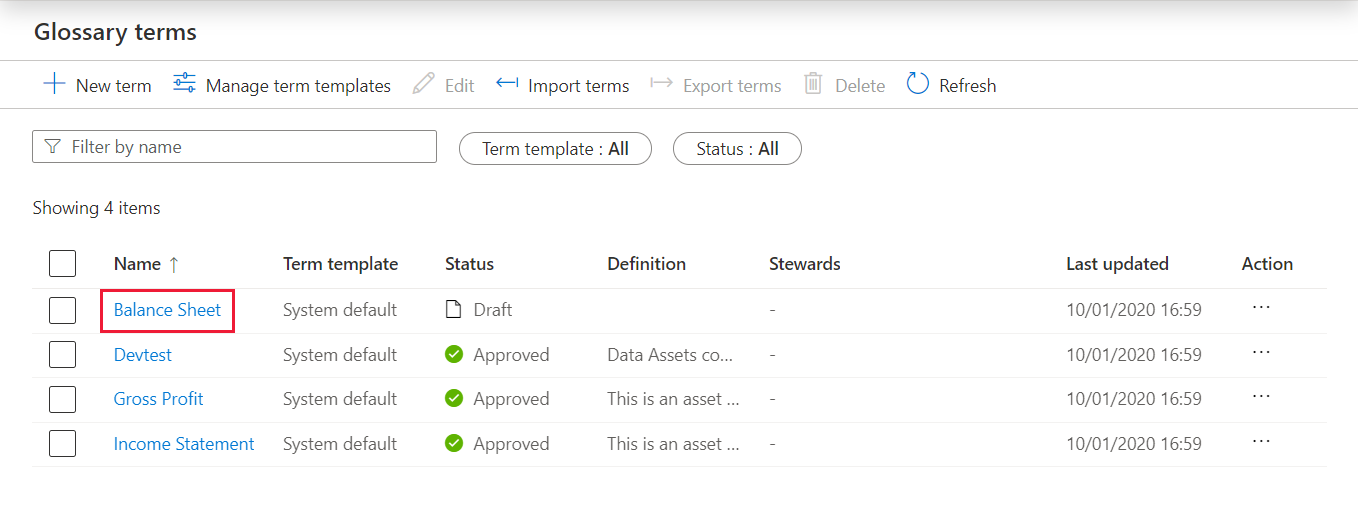 Glossary terms
New term Manage term templates Edit Import terms Export terms Delete Refresh
Filter by name Term template : All Status : All
Showing 4 items
Name ↑ Term template Status Definition Stewards Last updated Action
Balance Sheet System default Draft - 10/01/2020 16:59 ...
Devtest System default Approved Data Assets co... - 10/01/2020 16:59 ...
Gross Profit System default Approved This is an asset ... - 10/01/2020 16:59 ...
Income Statement System default Approved This is an asset ... - 10/01/2020 16:59 ...